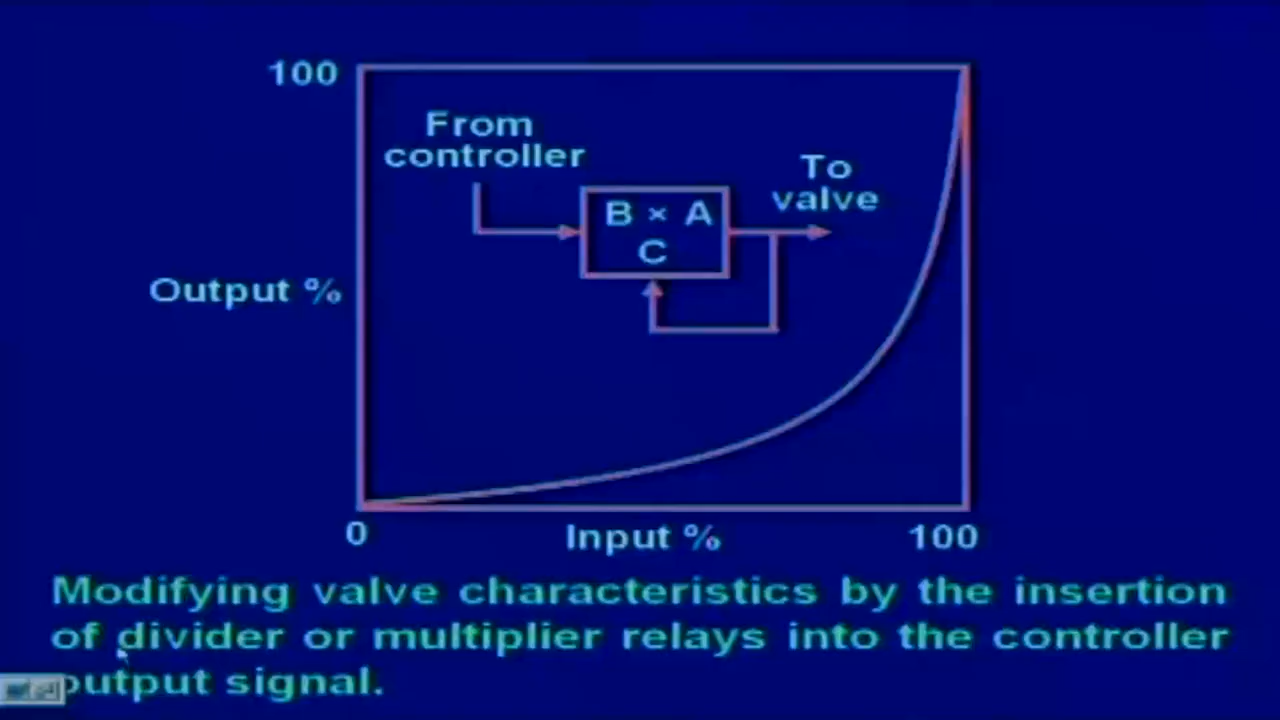 100
From
controller
To
valve
B × A
C
Output %
0
Input %
100
Modifying valve characteristics by the insertion
of divider or multiplier relays into the controller
output signal.